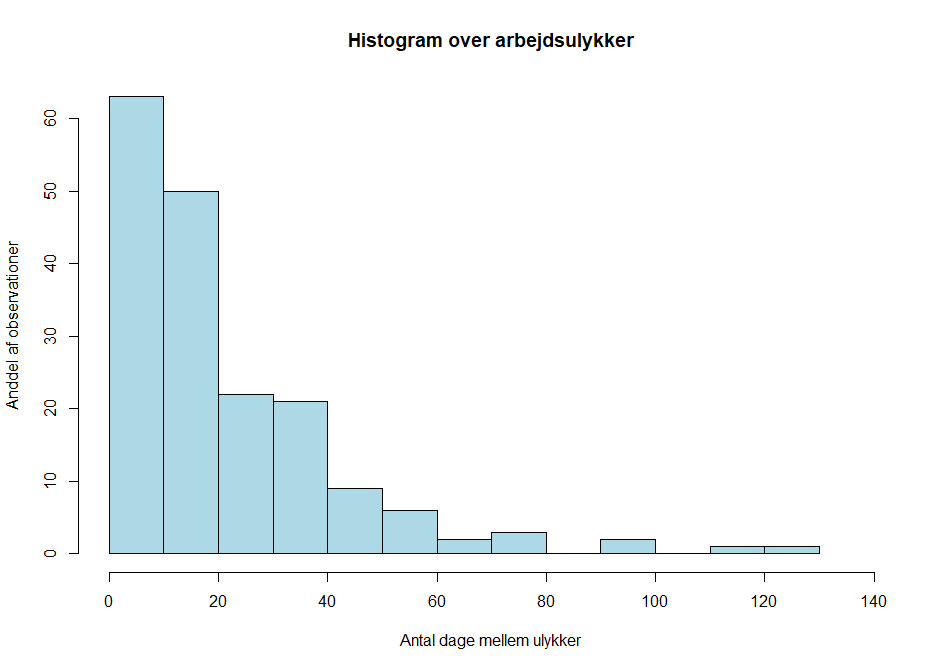 Histogram over arbejdsulykker
Anddel af observationer
60
50
40
30
20
10
0
0 20 40 60 80 100 120 140
Antal dage mellem ulykker